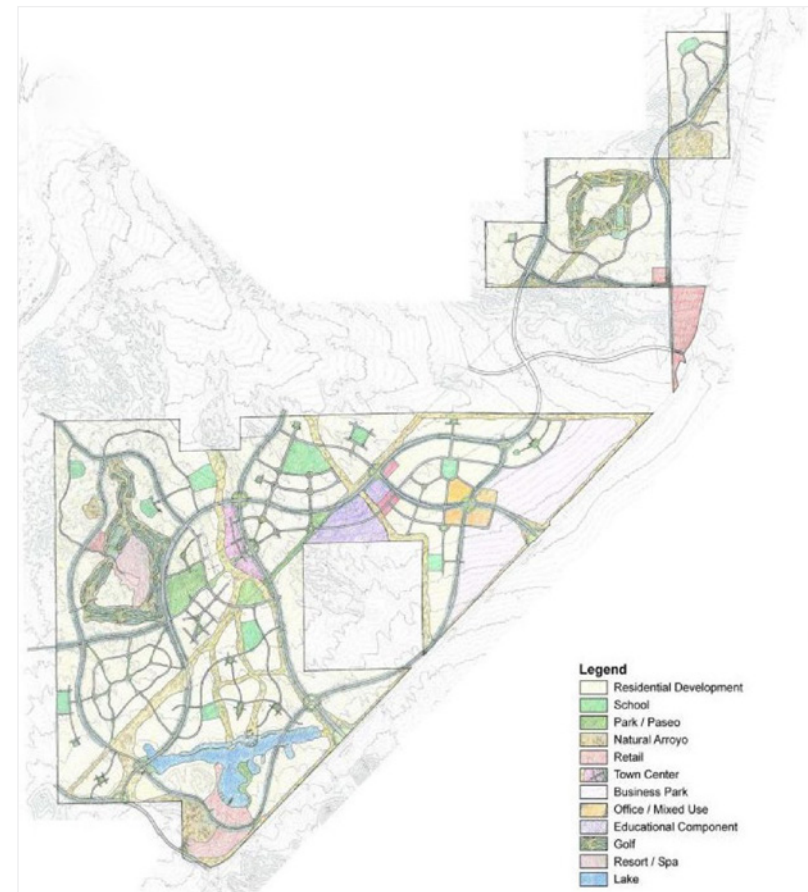 Legend
Residential Development
School
Park / Paseo
Natural Arroyo
Retail
Town Center
Business Park
Office / Mixed Use
Educational Component
Golf
Resort / Spa
Lake